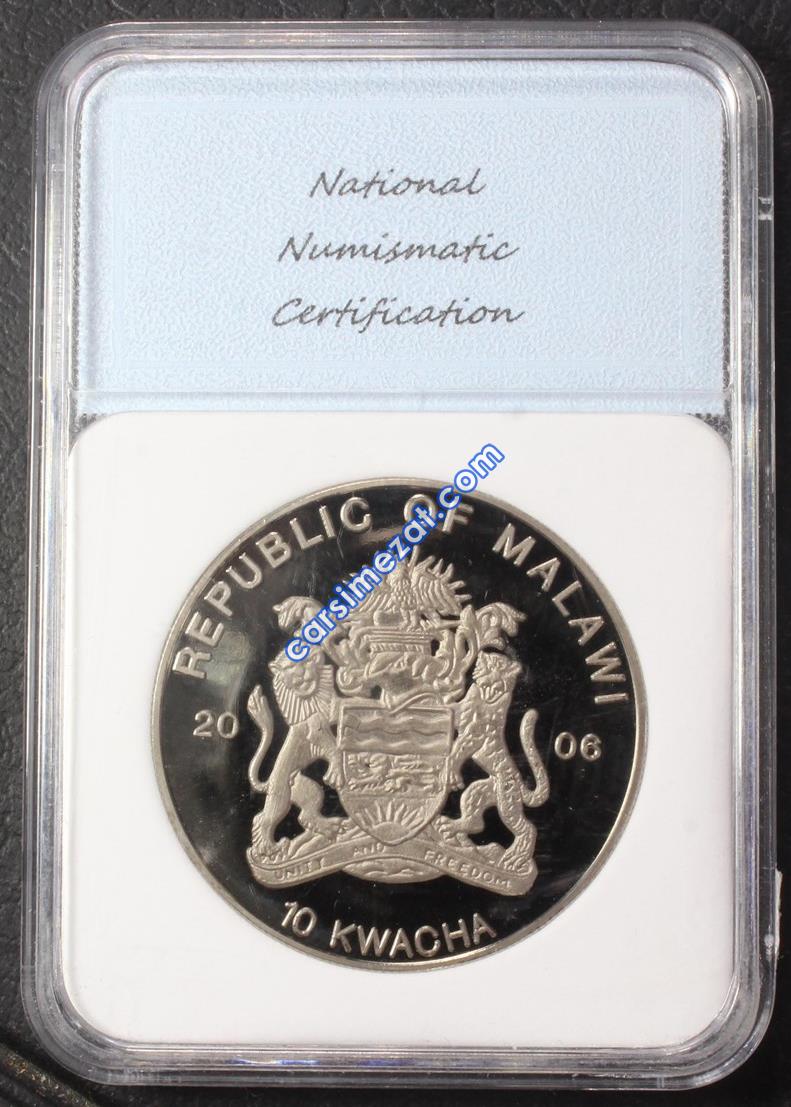 National
Numismatic
Certification
carsimezat.com
REPUBLIC OF MALAWI
20 06
UNITY AND FREEDOM
10 KWACHA